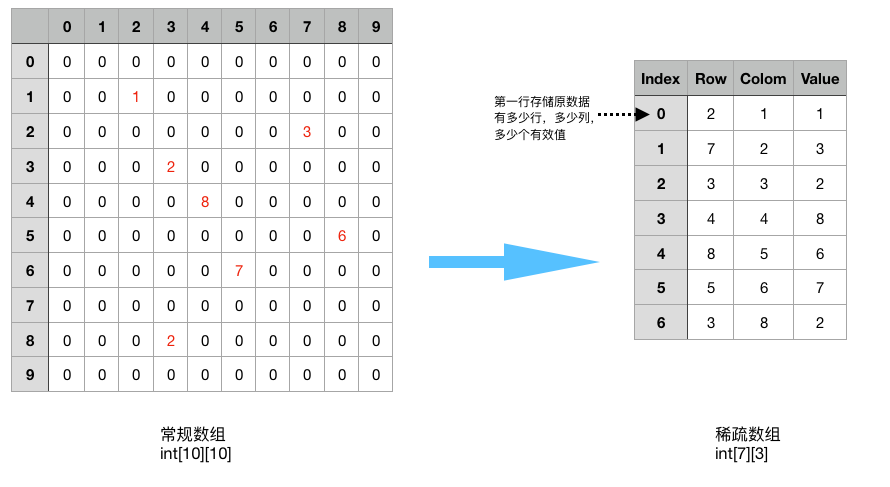 0 1 2 3 4 5 6 7 8 9
0 0 0 0 0 0 0 0 0 0 0
1 0 0 1 0 0 0 0 0 0 0
2 0 0 0 0 0 0 0 3 0 0
3 0 0 0 2 0 0 0 0 0 0
4 0 0 0 0 8 0 0 0 0 0
5 0 0 0 0 0 0 0 0 6 0
6 0 0 0 0 0 7 0 0 0 0
7 0 0 0 0 0 0 0 0 0 0
8 0 0 0 2 0 0 0 0 0 0
9 0 0 0 0 0 0 0 0 0 0
常规数组
int[10][10]
第一行存储原数据
有多少行，多少列，
多少个有效值
Index Row Colom Value
0 2 1 1
1 7 2 3
2 3 3 2
3 4 4 8
4 8 5 6
5 5 6 7
6 3 8 2
稀疏数组
int[7][3]